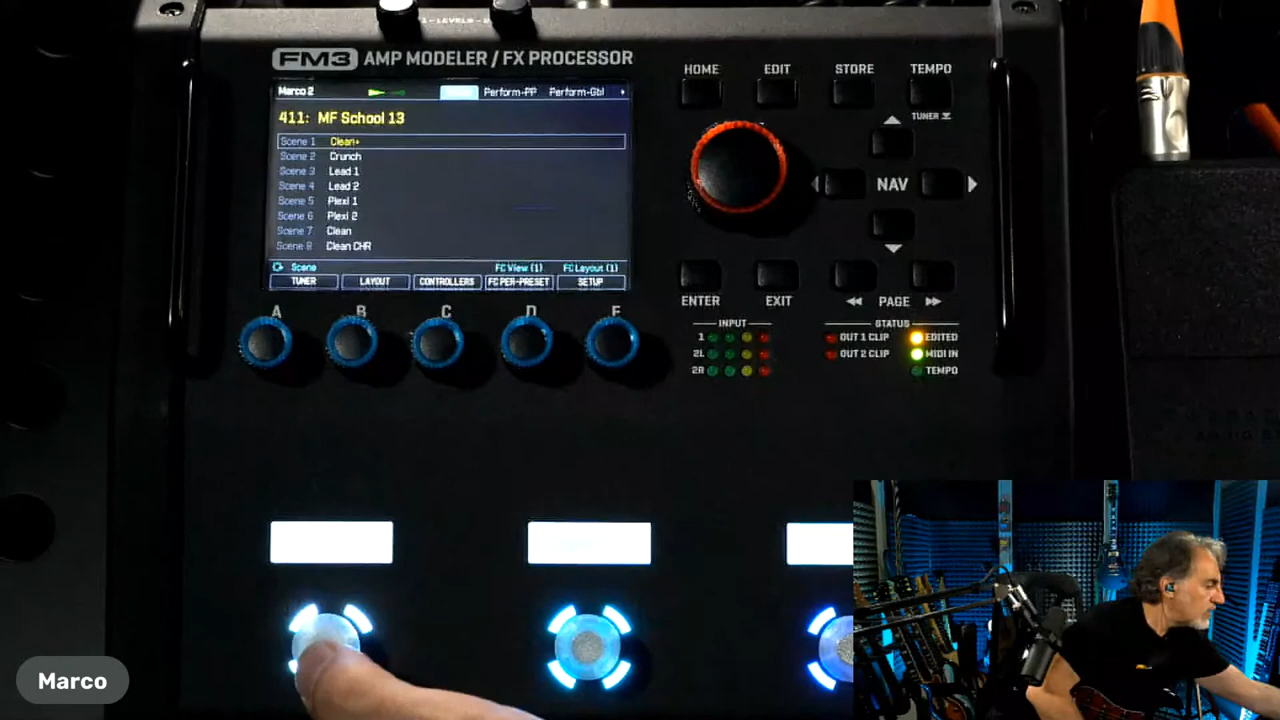 FM3 AMP MODELER / FX PROCESSOR
HOME EDIT STORE TEMPO
TUNER
Marco 2 Perform-PP Perform-Gbl
411: MF School 13
Scene 1 Clean+
Scene 2 Crunch
Scene 3 Lead 1
Scene 4 Lead 2
Scene 5 Plexi 1
Scene 6 Plexi 2
Scene 7 Clean
Scene 8 Clean CHR
Scene FC View (1) FC Layout (1)
TUNER LAYOUT CONTROLLERS FC PER-PRESET SETUP
A B C D E
NAV
ENTER EXIT PAGE
INPUT STATUS
1 OUT 1 CLIP EDITED
2L OUT 2 CLIP MIDI IN
2R TEMPO
Marco